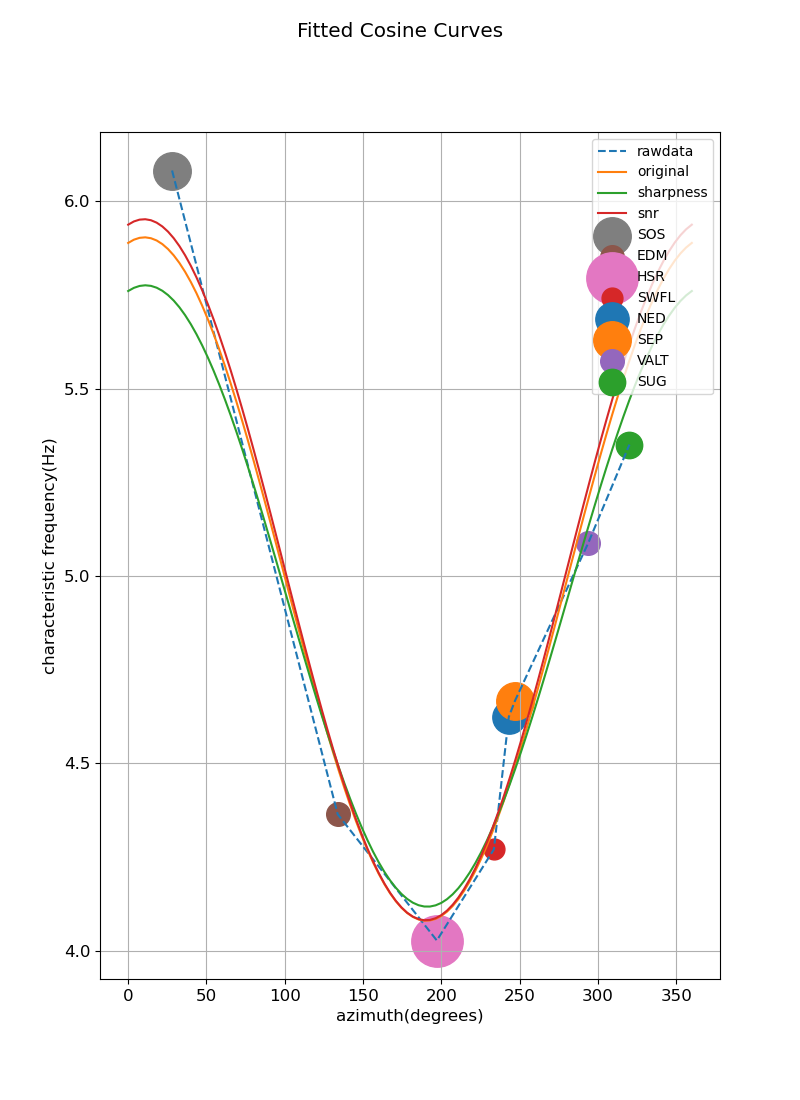 Fitted Cosine Curves
rawdata
original
sharpness
snr
SOS
EDM
HSR
SWFL
NED
SEP
VALT
SUG
6.0
5.5
5.0
4.5
4.0
characteristic frequency(Hz)
0 50 100 150 200 250 300 350
azimuth(degrees)